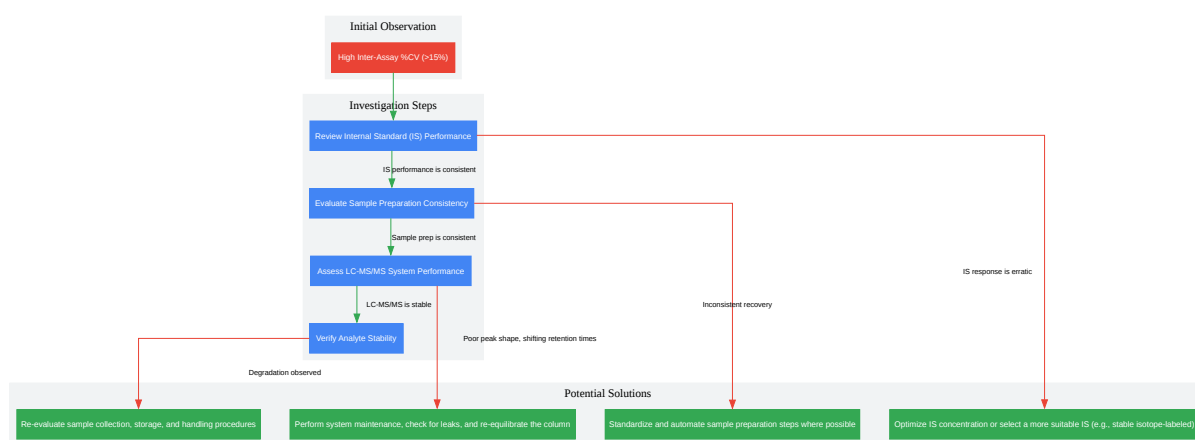 Initial Observation
High Inter-Assay %CV (>15%)
Investigation Steps
Review Internal Standard (IS) Performance
IS performance is consistent
Evaluate Sample Preparation Consistency
Sample prep is consistent
Assess LC-MS/MS System Performance
IS response is erratic
LC-MS/MS is stable
Inconsistent recovery
Verify Analyte Stability
Poor peak shape, shifting retention times
Degradation observed
Potential Solutions
Re-evaluate sample collection, storage, and handling procedures
Perform system maintenance, check for leaks, and re-equilibrate the column
Standardize and automate sample preparation steps where possible
Optimize IS concentration or select a more suitable IS (e.g., stable isotope-labeled)